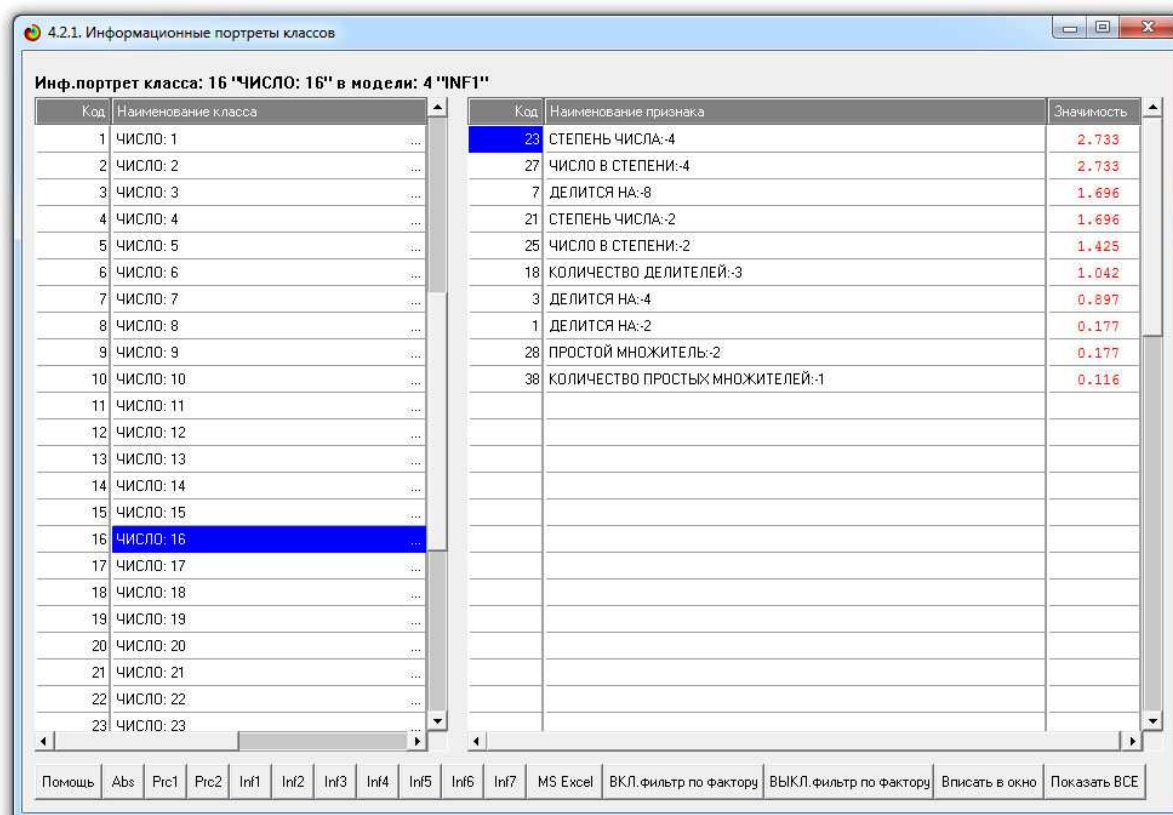 4.2.1. Информационные портреты классов
Инф.портрет класса: 16 "ЧИСЛО: 16" в модели: 4 "INF1"
Код Наименование класса
1 ЧИСЛО: 1 ...
2 ЧИСЛО: 2 ...
3 ЧИСЛО: 3 ...
4 ЧИСЛО: 4 ...
5 ЧИСЛО: 5 ...
6 ЧИСЛО: 6 ...
7 ЧИСЛО: 7 ...
8 ЧИСЛО: 8 ...
9 ЧИСЛО: 9 ...
10 ЧИСЛО: 10 ...
11 ЧИСЛО: 11 ...
12 ЧИСЛО: 12 ...
13 ЧИСЛО: 13 ...
14 ЧИСЛО: 14 ...
15 ЧИСЛО: 15 ...
16 ЧИСЛО: 16 ...
17 ЧИСЛО: 17 ...
18 ЧИСЛО: 18 ...
19 ЧИСЛО: 19 ...
20 ЧИСЛО: 20 ...
21 ЧИСЛО: 21 ...
22 ЧИСЛО: 22 ...
23 ЧИСЛО: 23 ...
Код Наименование признака Значимость
23 СТЕПЕНЬ ЧИСЛА:-4 2.733
27 ЧИСЛО В СТЕПЕНИ:-4 2.733
7 ДЕЛИТСЯ НА:-8 1.696
21 СТЕПЕНЬ ЧИСЛА:-2 1.696
25 ЧИСЛО В СТЕПЕНИ:-2 1.425
18 КОЛИЧЕСТВО ДЕЛИТЕЛЕЙ:-3 1.042
3 ДЕЛИТСЯ НА:-4 0.897
1 ДЕЛИТСЯ НА:-2 0.177
28 ПРОСТОЙ МНОЖИТЕЛЬ:-2 0.177
38 КОЛИЧЕСТВО ПРОСТЫХ МНОЖИТЕЛЕЙ:-1 0.116
Помощь Abs Prc1 Prc2 Inf1 Inf2 Inf3 Inf4 Inf5 Inf6 Inf7 MS Excel ВКЛ.фильтр по фактору ВЫКЛ.фильтр по фактору Вписать в окно Показать ВСЕ